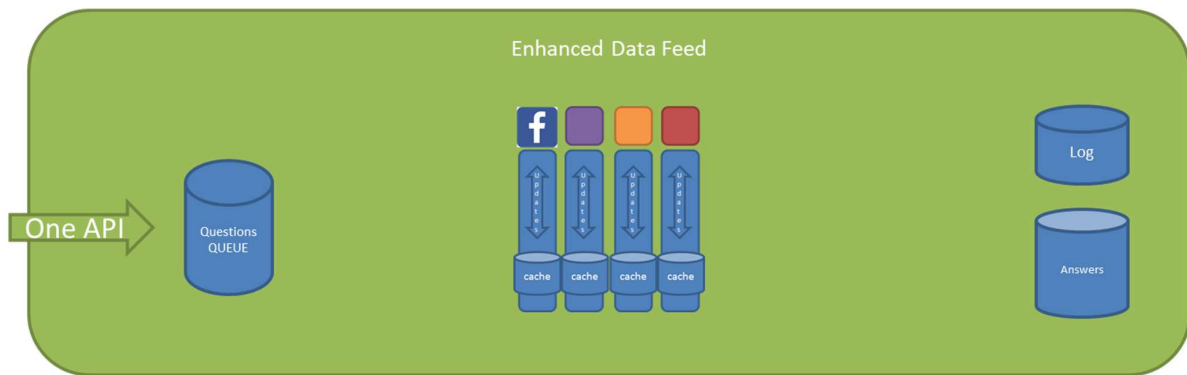 Enhanced Data Feed
f
Updates
Updates
Updates
Updates
One API
Questions
QUEUE
cache
cache
cache
cache
Log
Answers